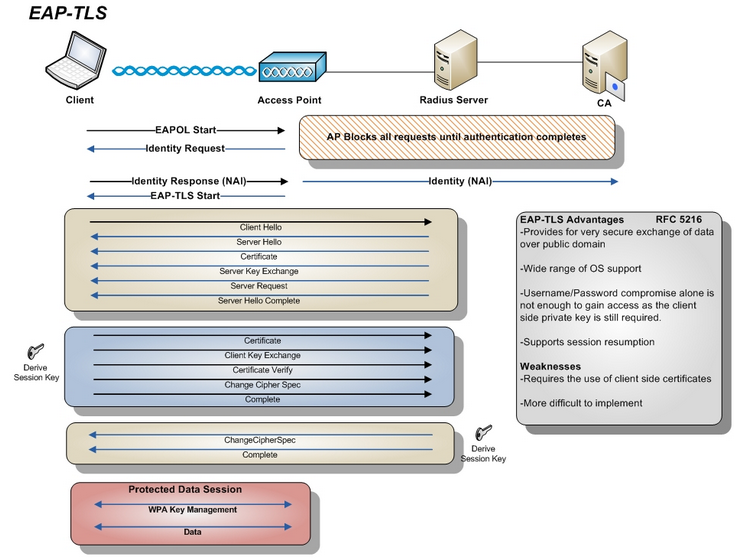 EAP-TLS
Client
Access Point
Radius Server
CA
EAPOL Start
AP Blocks all requests until authentication completes
Identity Request
Identity Response (NAI)
Identity (NAI)
EAP-TLS Start
Client Hello
Server Hello
Certificate
Server Key Exchange
Server Request
Server Hello Complete
EAP-TLS Advantages RFC 5216
-Provides for very secure exchange of data
over public domain
-Wide range of OS support
-Username/Password compromise alone is
not enough to gain access as the client
side private key is still required.
-Supports session resumption
Weaknesses
-Requires the use of client side certificates
-More difficult to implement
Derive
Session Key
Certificate
Client Key Exchange
Certificate Verify
Change Cipher Spec
Complete
ChangeCipherSpec
Complete
Derive
Session Key
Protected Data Session
WPA Key Management
Data